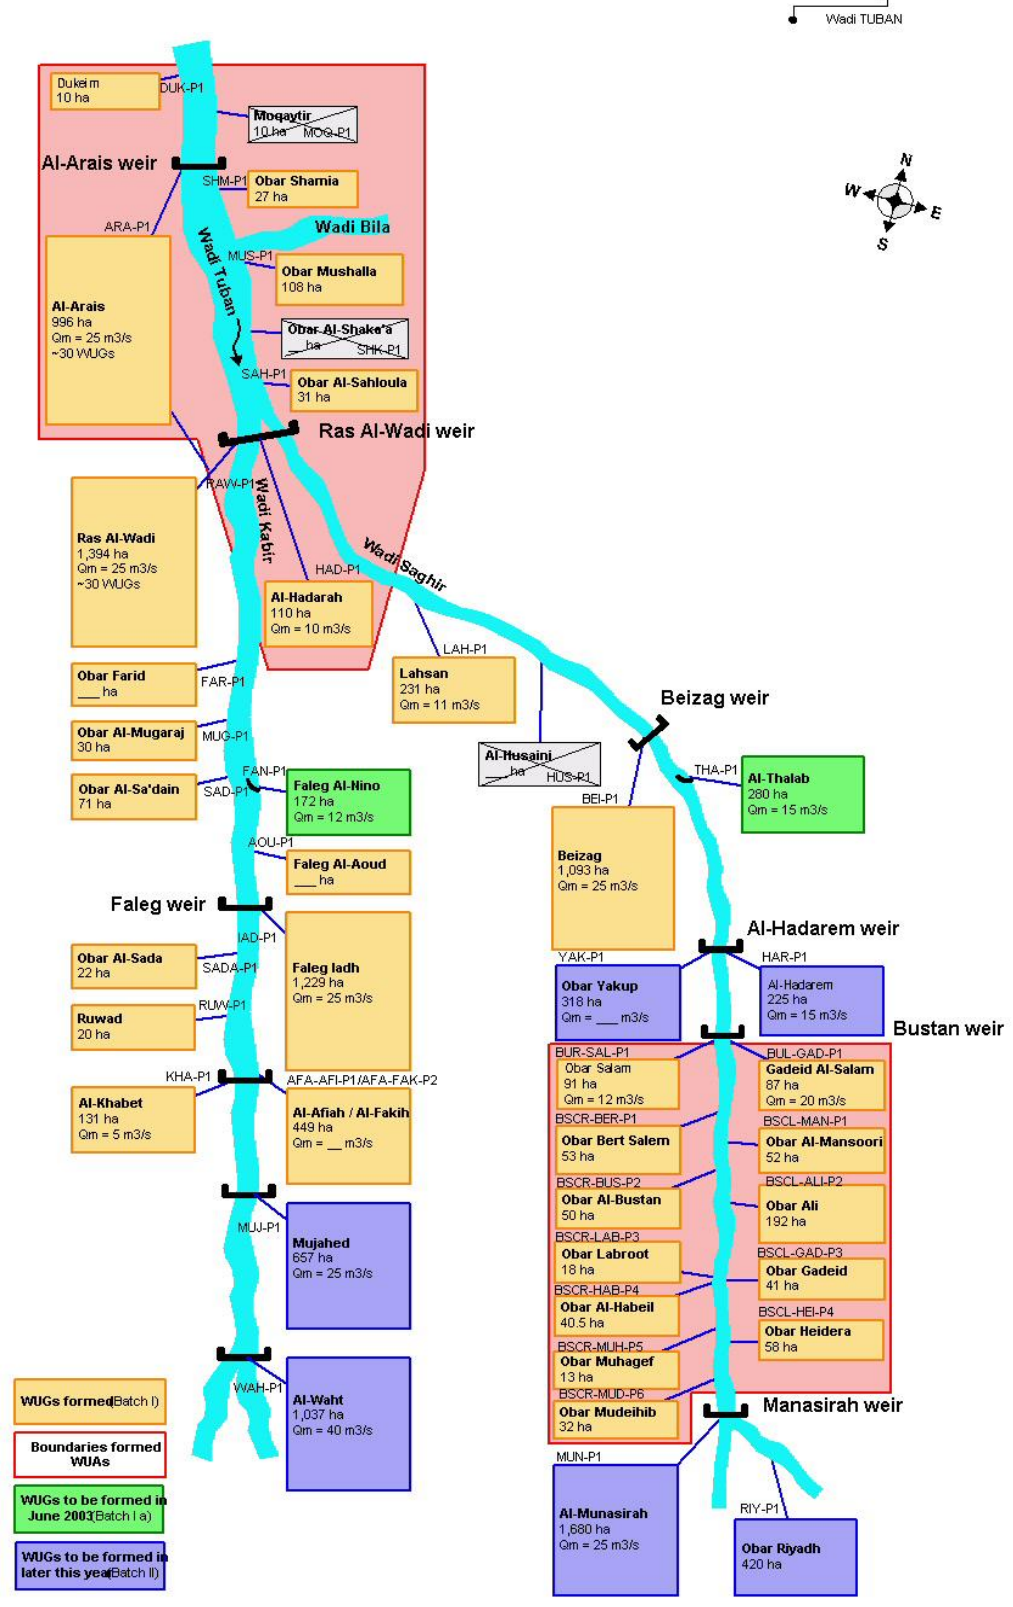 Wadi TUBAN
Dukeim
10 ha
DUK-P1
Moqaytir
10 ha
MOQ-P1
Al-Arais weir
SHM-P1
Obar Shamia
27 ha
N
W
E
S
ARA-P1
Wadi Bila
Wadi Tuban
MUS-P1
Obar Mushalla
108 ha
Al-Arais
996 ha
Qm = 25 m3/s
~30 WUGs
Obar Al-Shaka'a
__ ha
SHK-P1
SAH-P1
Obar Al-Sahloula
31 ha
Ras Al-Wadi weir
RAW-P1
Wadi Kabir
Ras Al-Wadi
1,394 ha
Qm = 25 m3/s
~30 WUGs
Wadi Saghir
HAD-P1
Al-Hadarah
110 ha
Qm = 10 m3/s
LAH-P1
Lahsan
231 ha
Qm = 11 m3/s
Obar Farid
___ ha
FAR-P1
Beizag weir
Obar Al-Mugaraj
30 ha
MUG-P1
Al-Husaini
___ ha
HUS-P1
FAN-P1
Obar Al-Sa'dain
71 ha
SAD-P1
Faleg Al-Nino
172 ha
Qm = 12 m3/s
THA-P1
Al-Thalab
280 ha
Qm = 15 m3/s
BEI-P1
Beizag
1,093 ha
Qm = 25 m3/s
AOU-P1
Faleg Al-Aoud
___ ha
Faleg weir
IAD-P1
Faleg Iadh
1,229 ha
Qm = 25 m3/s
Al-Hadarem weir
Obar Al-Sada
22 ha
SADA-P1
YAK-P1
Obar Yakup
318 ha
Qm = ___ m3/s
HAR-P1
Al-Hadarem
225 ha
Qm = 15 m3/s
RUW-P1
Ruwad
20 ha
Bustan weir
KHA-P1
AFA-AFI-P1/AFA-FAK-P2
Al-Khabet
131 ha
Qm = 5 m3/s
Al-Afiah / Al-Fakih
449 ha
Qm = __ m3/s
BUR-SAL-P1
Obar Salam
91 ha
Qm = 12 m3/s
BUL-GAD-P1
Gadeid Al-Salam
87 ha
Qm = 20 m3/s
BSCR-BER-P1
Obar Bert Salem
53 ha
BSCL-MAN-P1
Obar Al-Mansoori
52 ha
BSCR-BUS-P2
Obar Al-Bustan
50 ha
BSCL-ALI-P2
Obar Ali
192 ha
MUJ-P1
Mujahed
657 ha
Qm = 25 m3/s
BSCR-LAB-P3
Obar Labroot
18 ha
BSCL-GAD-P3
Obar Gadeid
41 ha
BSCR-HAB-P4
Obar Al-Habeil
40.5 ha
BSCL-HEI-P4
Obar Heidera
58 ha
BSCR-MUH-P5
Obar Muhagef
13 ha
BSCR-MUD-P6
Obar Mudeihib
32 ha
Manasirah weir
WAH-P1
Al-Waht
1,037 ha
Qm = 40 m3/s
MUN-P1
Al-Munasirah
1,680 ha
Qm = 25 m3/s
RIY-P1
Obar Riyadh
420 ha
WUGs formed(Batch I)
Boundaries formed
WUAs
WUGs to be formed in
June 2003(Batch I a)
WUGs to be formed in
later this year(Batch II)